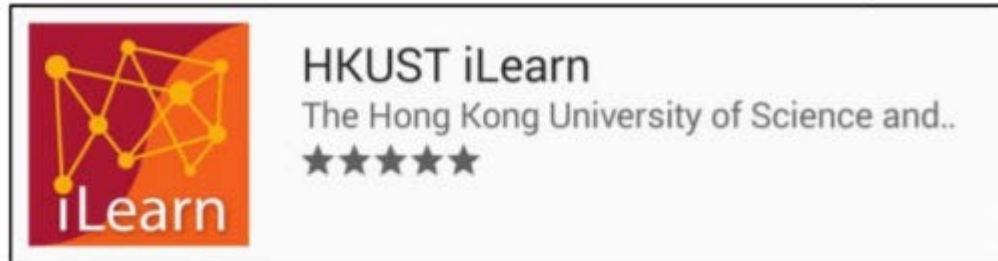 iLearn
HKUST iLearn
The Hong Kong University of Science and..